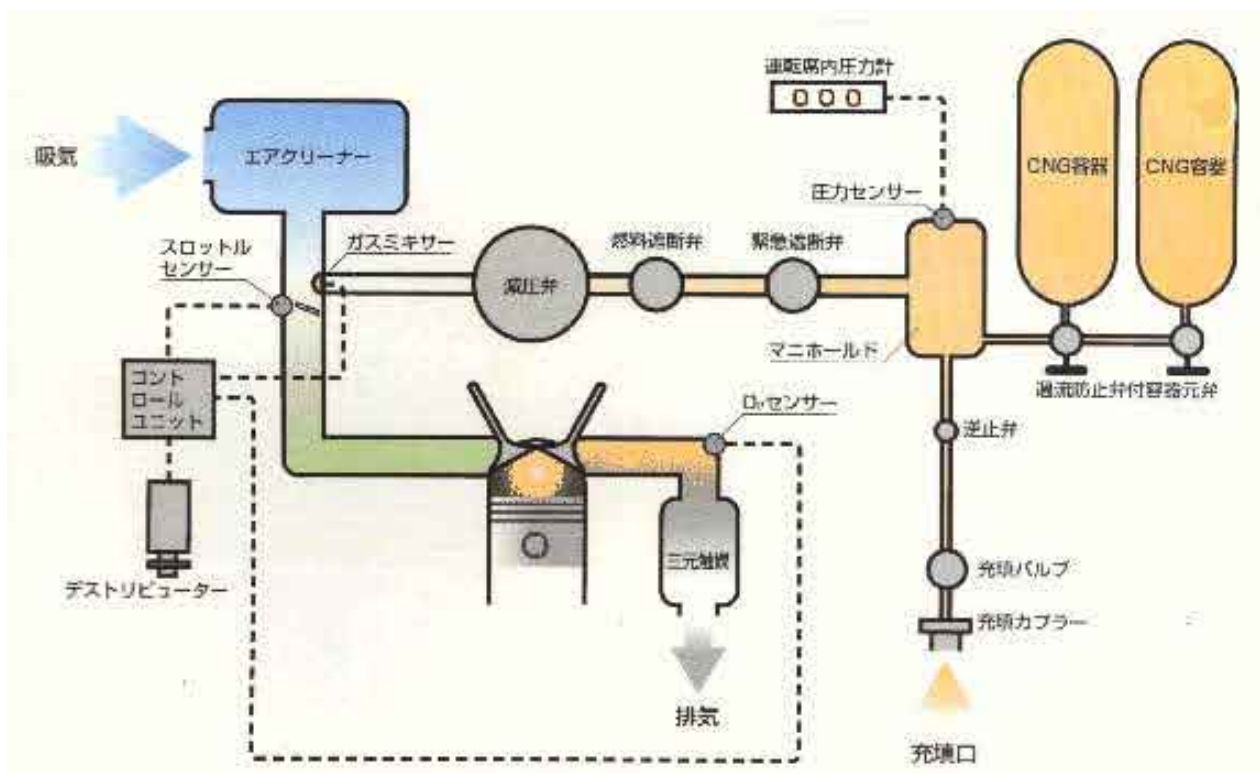 運転席内圧力計
吸気
エアクリーナー
CNG容器
CNG容器
圧力センサー
スロットル
センサー
ガスミキサー
燃料遮断弁
緊急遮断弁
減圧弁
マニホールド
過流防止弁付容器元弁
コント
ロール
ユニット
O₂センサー
逆止弁
三元触媒
デストリビューター
充填バルブ
充填カプラー
排気
充填口